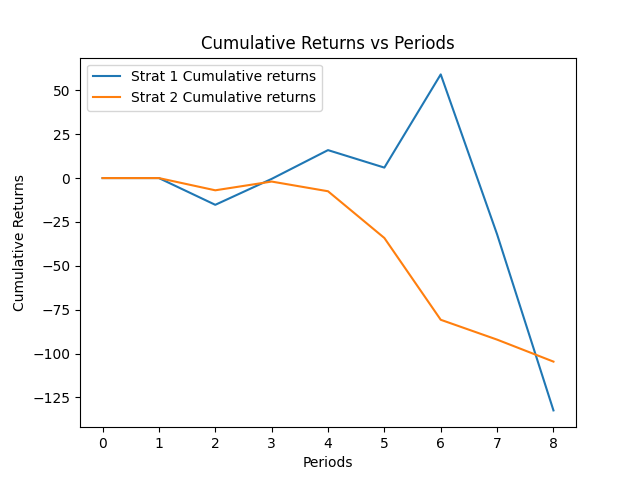 Cumulative Returns vs Periods
Strat 1 Cumulative returns
Strat 2 Cumulative returns
Cumulative Returns
50
25
0
−25
−50
−75
−100
−125
0 1 2 3 4 5 6 7 8
Periods